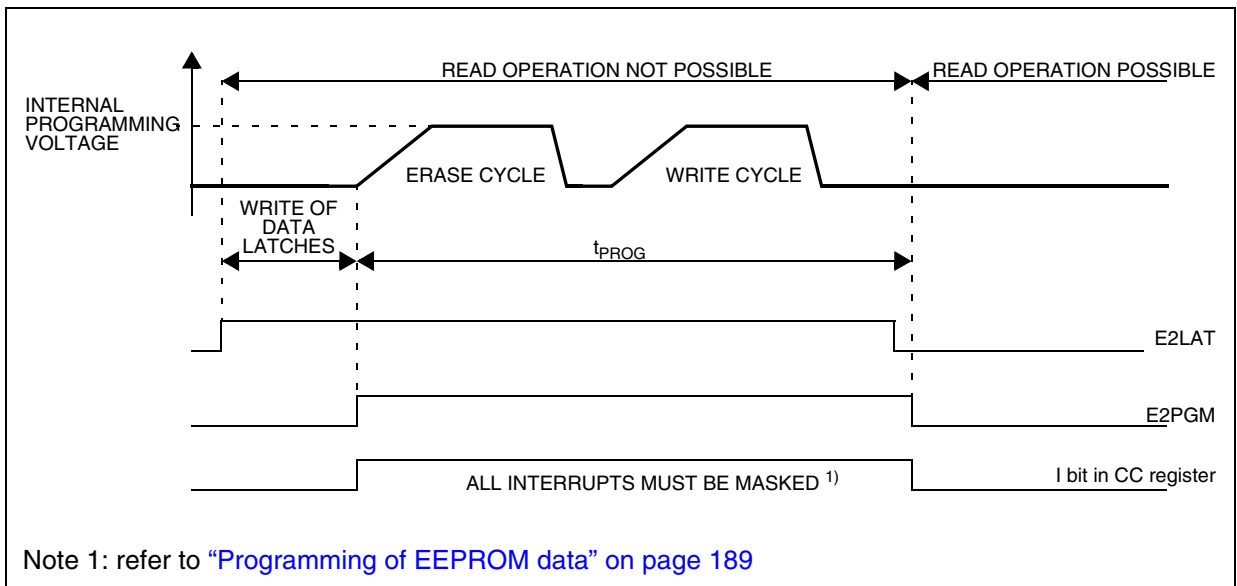 READ OPERATION NOT POSSIBLE
READ OPERATION POSSIBLE
INTERNAL
PROGRAMMING
VOLTAGE
ERASE CYCLE
WRITE CYCLE
WRITE OF
DATA
LATCHES
tPROG
E2LAT
E2PGM
ALL INTERRUPTS MUST BE MASKED 1)
I bit in CC register
Note 1: refer to “Programming of EEPROM data” on page 189